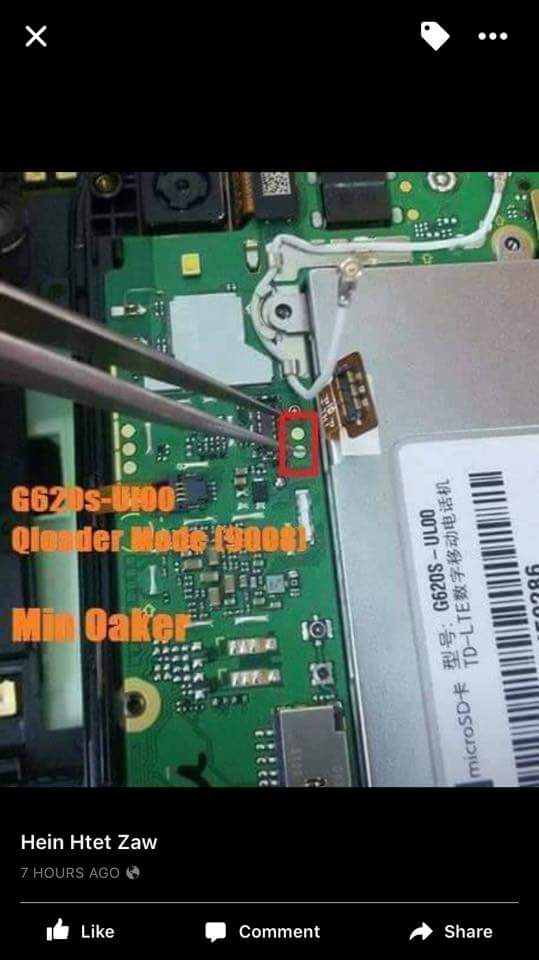 G620s-Ul00
Qloader Mode (9008)
Min Oaker
型号: G620S-UL00
TD-LTE数字移动电话机
microSD卡
Hein Htet Zaw
7 HOURS AGO
Like
Comment
Share